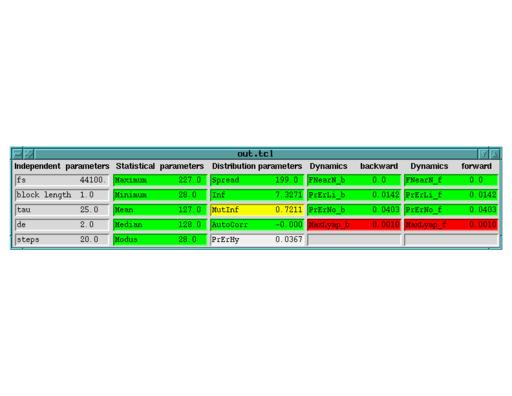 out.tcl
Independent parameters Statistical parameters Distribution parameters Dynamics backward Dynamics forward
fs 44100. Maximum 227.0 Spread 199.0 FNearN_b 0.0 FNearN_f 0.0
block length 1.0 Minimum 28.0 Inf 7.3271 PrErLi_b 0.0142 PrErLi_f 0.0142
tau 25.0 Mean 127.0 MutInf 0.7211 PrErNo_b 0.0403 PrErNo_f 0.0403
de 2.0 Median 128.0 AutoCorr -0.000 MaxLyap_b 0.0010 MaxLyap_f 0.0010
steps 20.0 Modus 28.0 PrErHy 0.0367